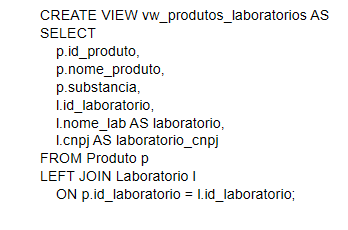 CREATE VIEW vw_produtos_laboratorios AS
SELECT
p.id_produto,
p.nome_produto,
p.substancia,
l.id_laboratorio,
l.nome_lab AS laboratorio,
l.cnpj AS laboratorio_cnpj
FROM Produto p
LEFT JOIN Laboratorio l
ON p.id_laboratorio = l.id_laboratorio;